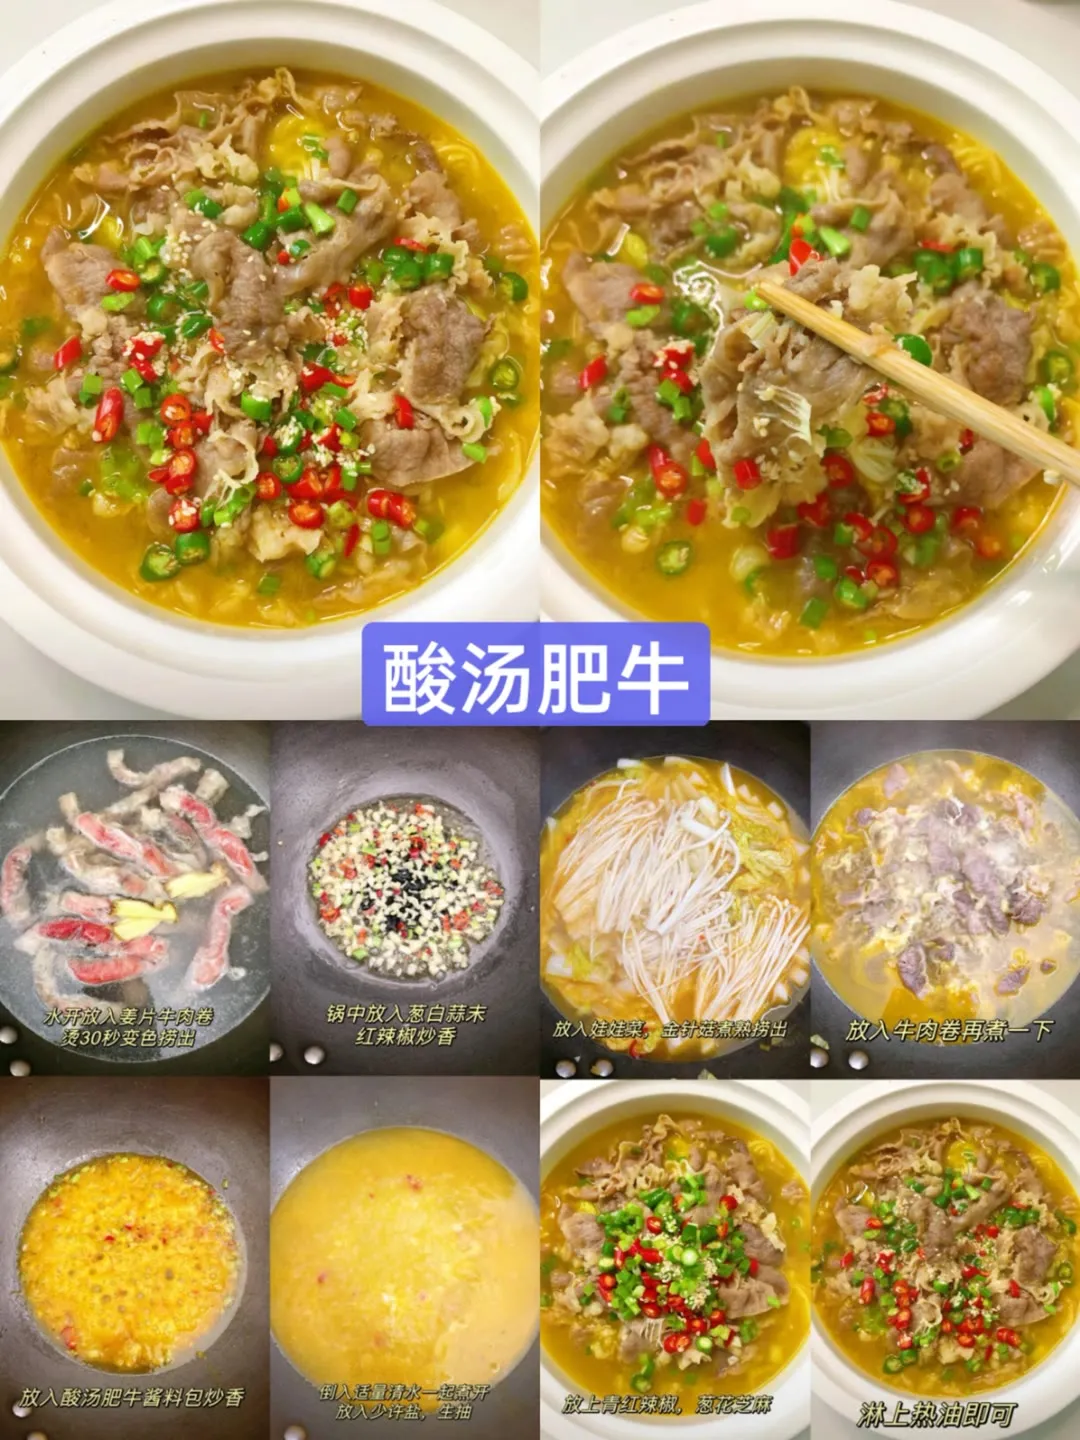 酸汤肥牛
水开放入姜片牛肉卷
烫30秒变色捞出
锅中放入葱白蒜末
红辣椒炒香
放入娃娃菜，金针菇煮熟捞出
放入牛肉卷再煮一下
放入酸汤肥牛酱料包炒香
倒入适量清水一起煮开
放入少许盐，生抽
放上青红辣椒，葱花芝麻
淋上热油即可